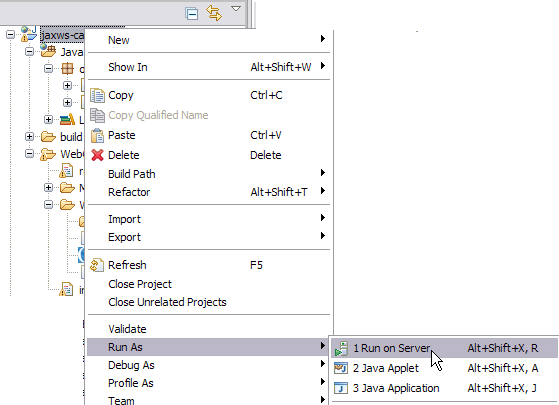 jaxws-ca
New
Java
Show In Alt+Shift+W
Copy Ctrl+C
Copy Qualified Name
Paste Ctrl+V
build
Delete Delete
Build Path
Refactor Alt+Shift+T
Import
Export
Refresh F5
Close Project
Close Unrelated Projects
Validate
Run As
1 Run on Server Alt+Shift+X, R
Debug As
2 Java Applet Alt+Shift+X, A
Profile As
3 Java Application Alt+Shift+X, J
Team